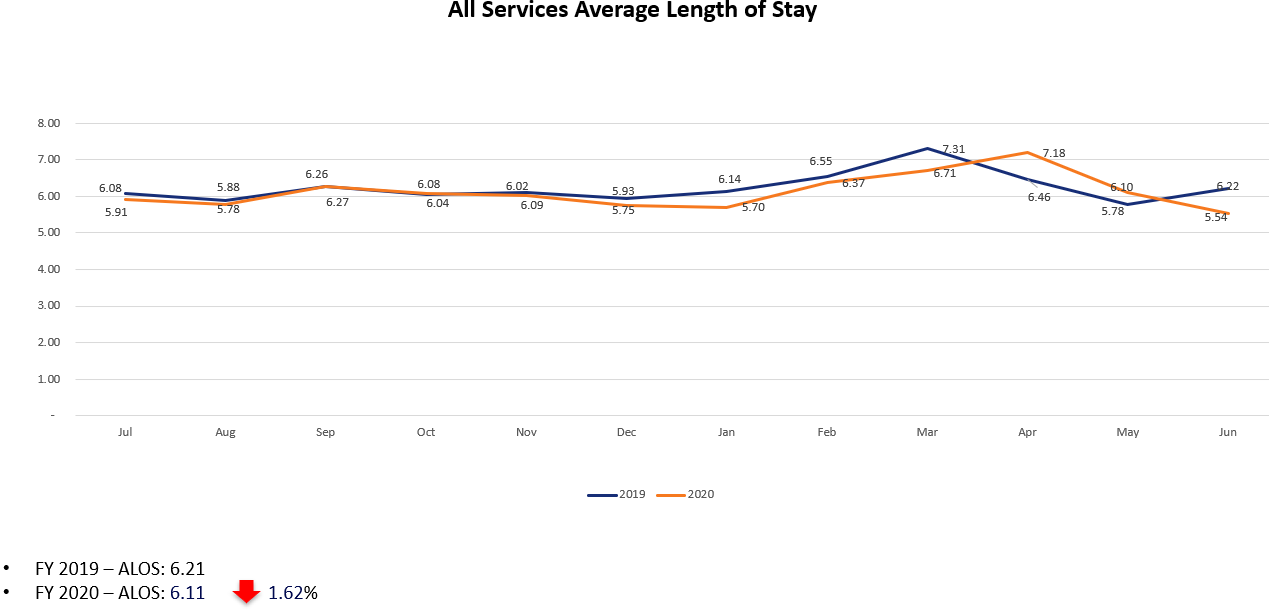 All Services Average Length of Stay
8.00
7.00
6.00
5.00
4.00
3.00
2.00
1.00
-
6.08 5.88 6.26 6.08 6.02 5.93 6.14 6.55 7.31 7.18 6.10 6.22
5.91 5.78 6.27 6.04 6.09 5.75 5.70 6.37 6.71 6.46 5.78 5.54
Jul Aug Sep Oct Nov Dec Jan Feb Mar Apr May Jun
2019 2020
• FY 2019 – ALOS: 6.21
• FY 2020 – ALOS: 6.11 1.62%